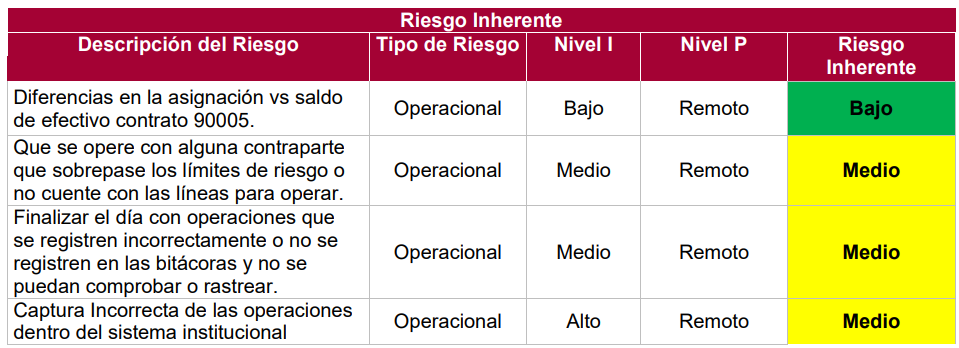 Riesgo Inherente
Descripción del Riesgo Tipo de Riesgo Nivel I Nivel P Riesgo
Inherente
Diferencias en la asignación vs saldo
de efectivo contrato 90005.
Operacional Bajo Remoto Bajo
Que se opere con alguna contraparte
que sobrepase los límites de riesgo o
no cuente con las líneas para operar.
Operacional Medio Remoto Medio
Finalizar el día con operaciones que
se registren incorrectamente o no se
registren en las bitácoras y no se
puedan comprobar o rastrear.
Operacional Medio Remoto Medio
Captura Incorrecta de las operaciones
dentro del sistema institucional
Operacional Alto Remoto Medio